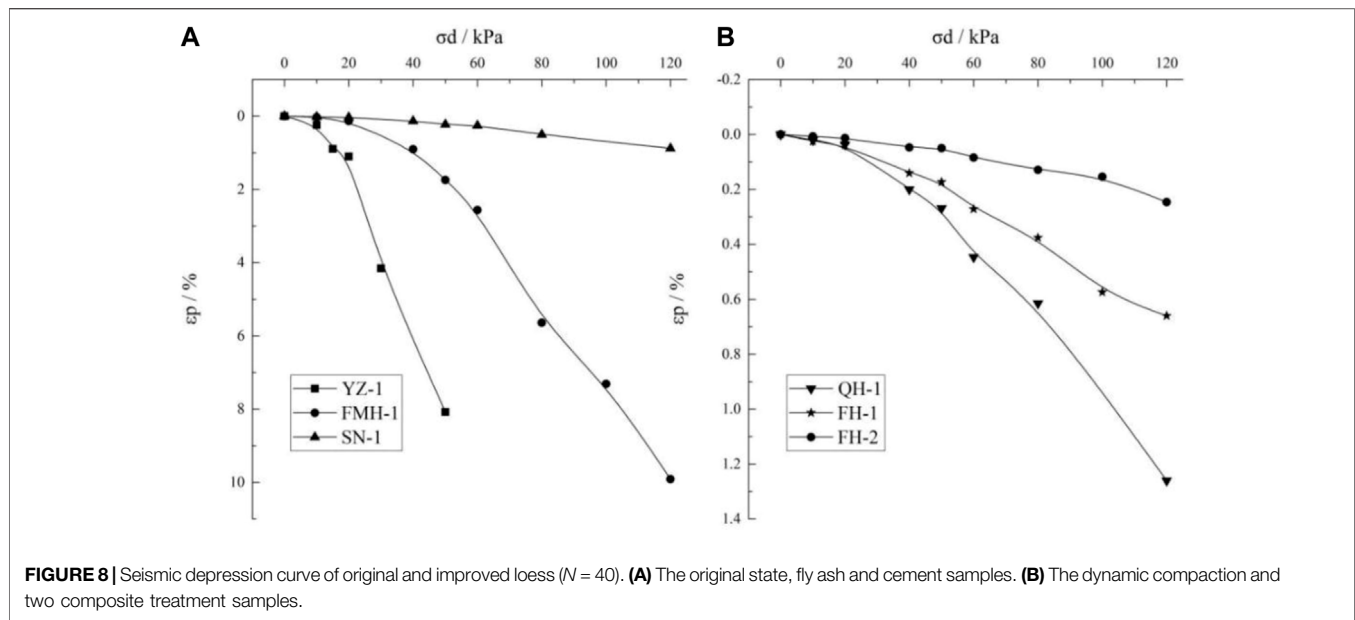 A
σd / kPa
0 20 40 60 80 100 120
0
2
4
6
8
10
εp / %
YZ-1
FMH-1
SN-1
B
σd / kPa
0 20 40 60 80 100 120
-0.2
0.0
0.2
0.4
0.6
0.8
1.0
1.2
1.4
εp / %
QH-1
FH-1
FH-2
FIGURE 8 | Seismic depression curve of original and improved loess (N = 40). (A) The original state, fly ash and cement samples. (B) The dynamic compaction and
two composite treatment samples.